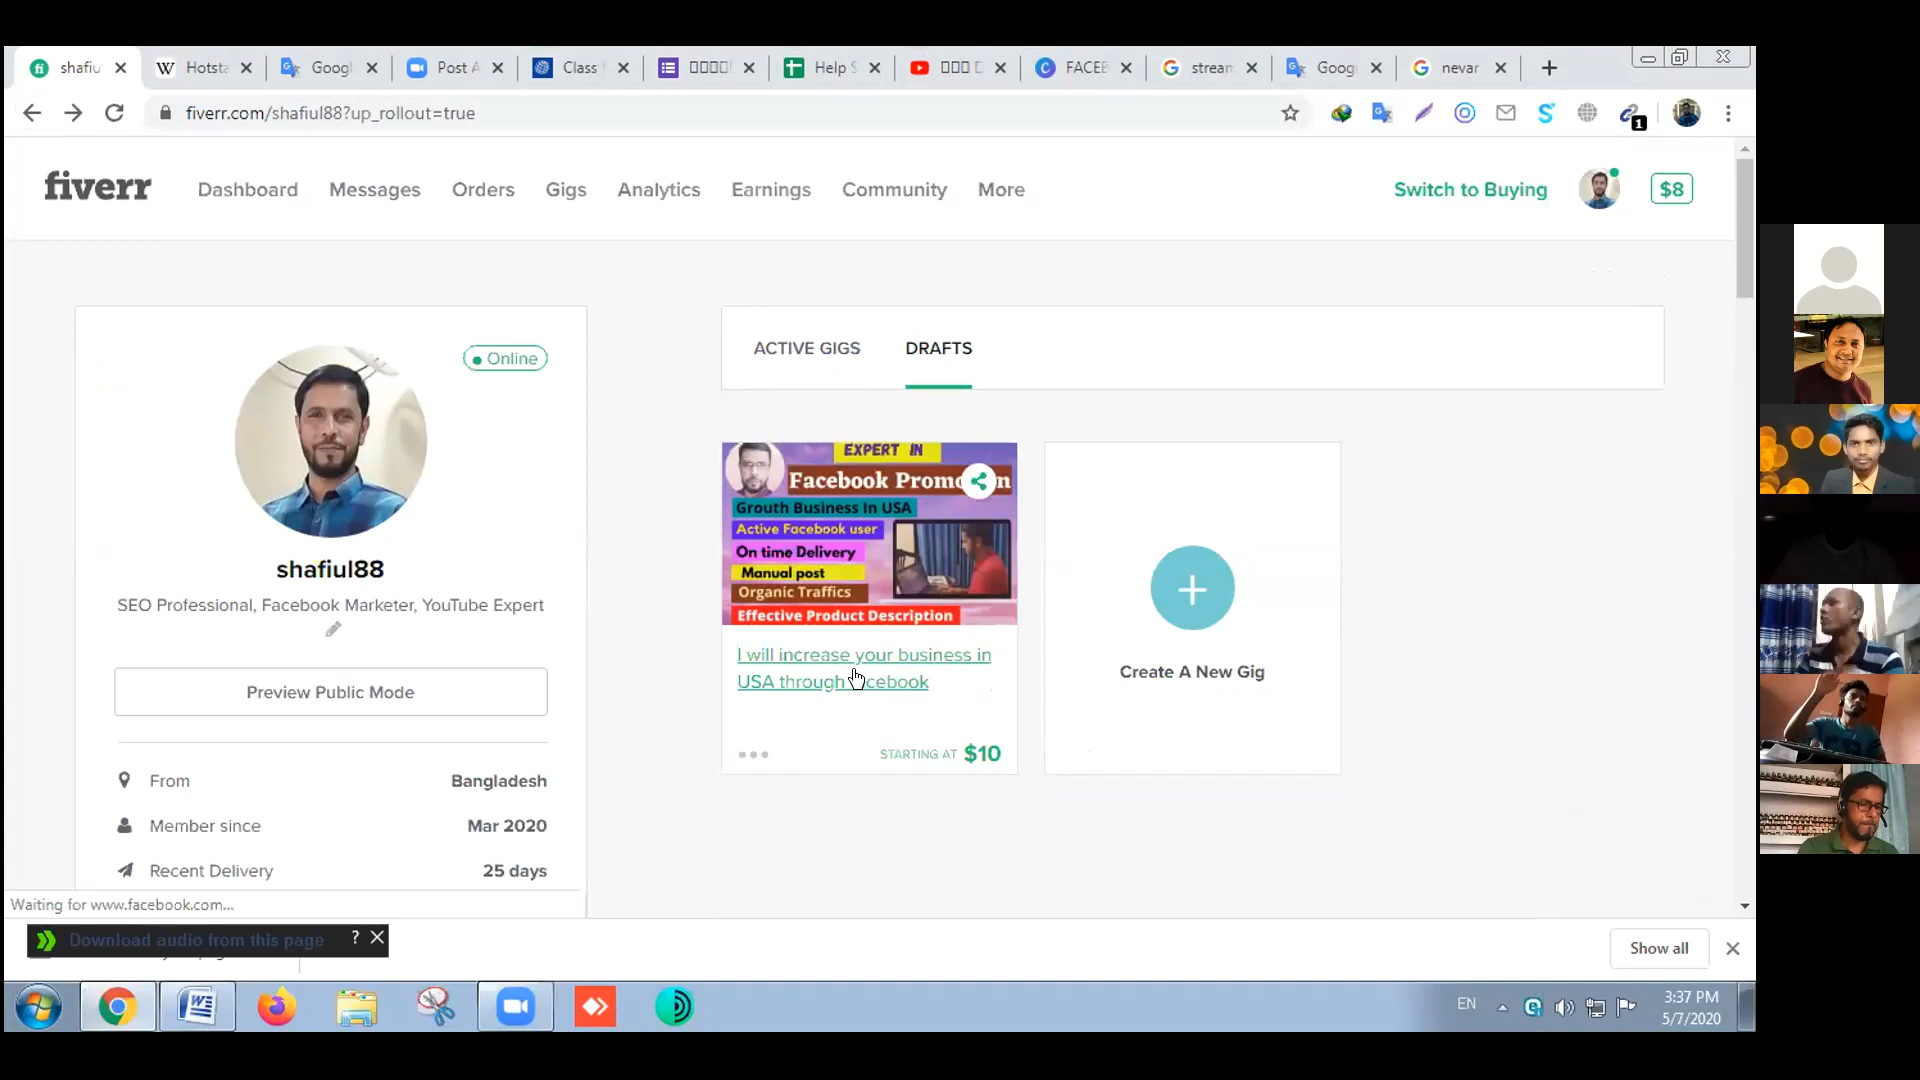 shafiu
Hotsta
Googl
Post A
Class
Help S
FACEB
stream
Goog
nevar
fiverr.com/shafiul88?up_rollout=true
1
fiverr
Dashboard
Messages
Orders
Gigs
Analytics
Earnings
Community
More
Switch to Buying
$8
Online
shafiul88
SEO Professional, Facebook Marketer, YouTube Expert
Preview Public Mode
From Bangladesh
Member since Mar 2020
Recent Delivery 25 days
ACTIVE GIGS
DRAFTS
EXPERT IN
Facebook
Grouth Business In USA
Active Facebook user
On time Delivery
Manual post
Organic Traffics
Effective Product Description
I will increase your business in
USA through
STARTING AT $10
Create A New Gig
Waiting for www.facebook.com...
Download audio from this page
?
Show all
EN
3:37 PM
5/7/2020